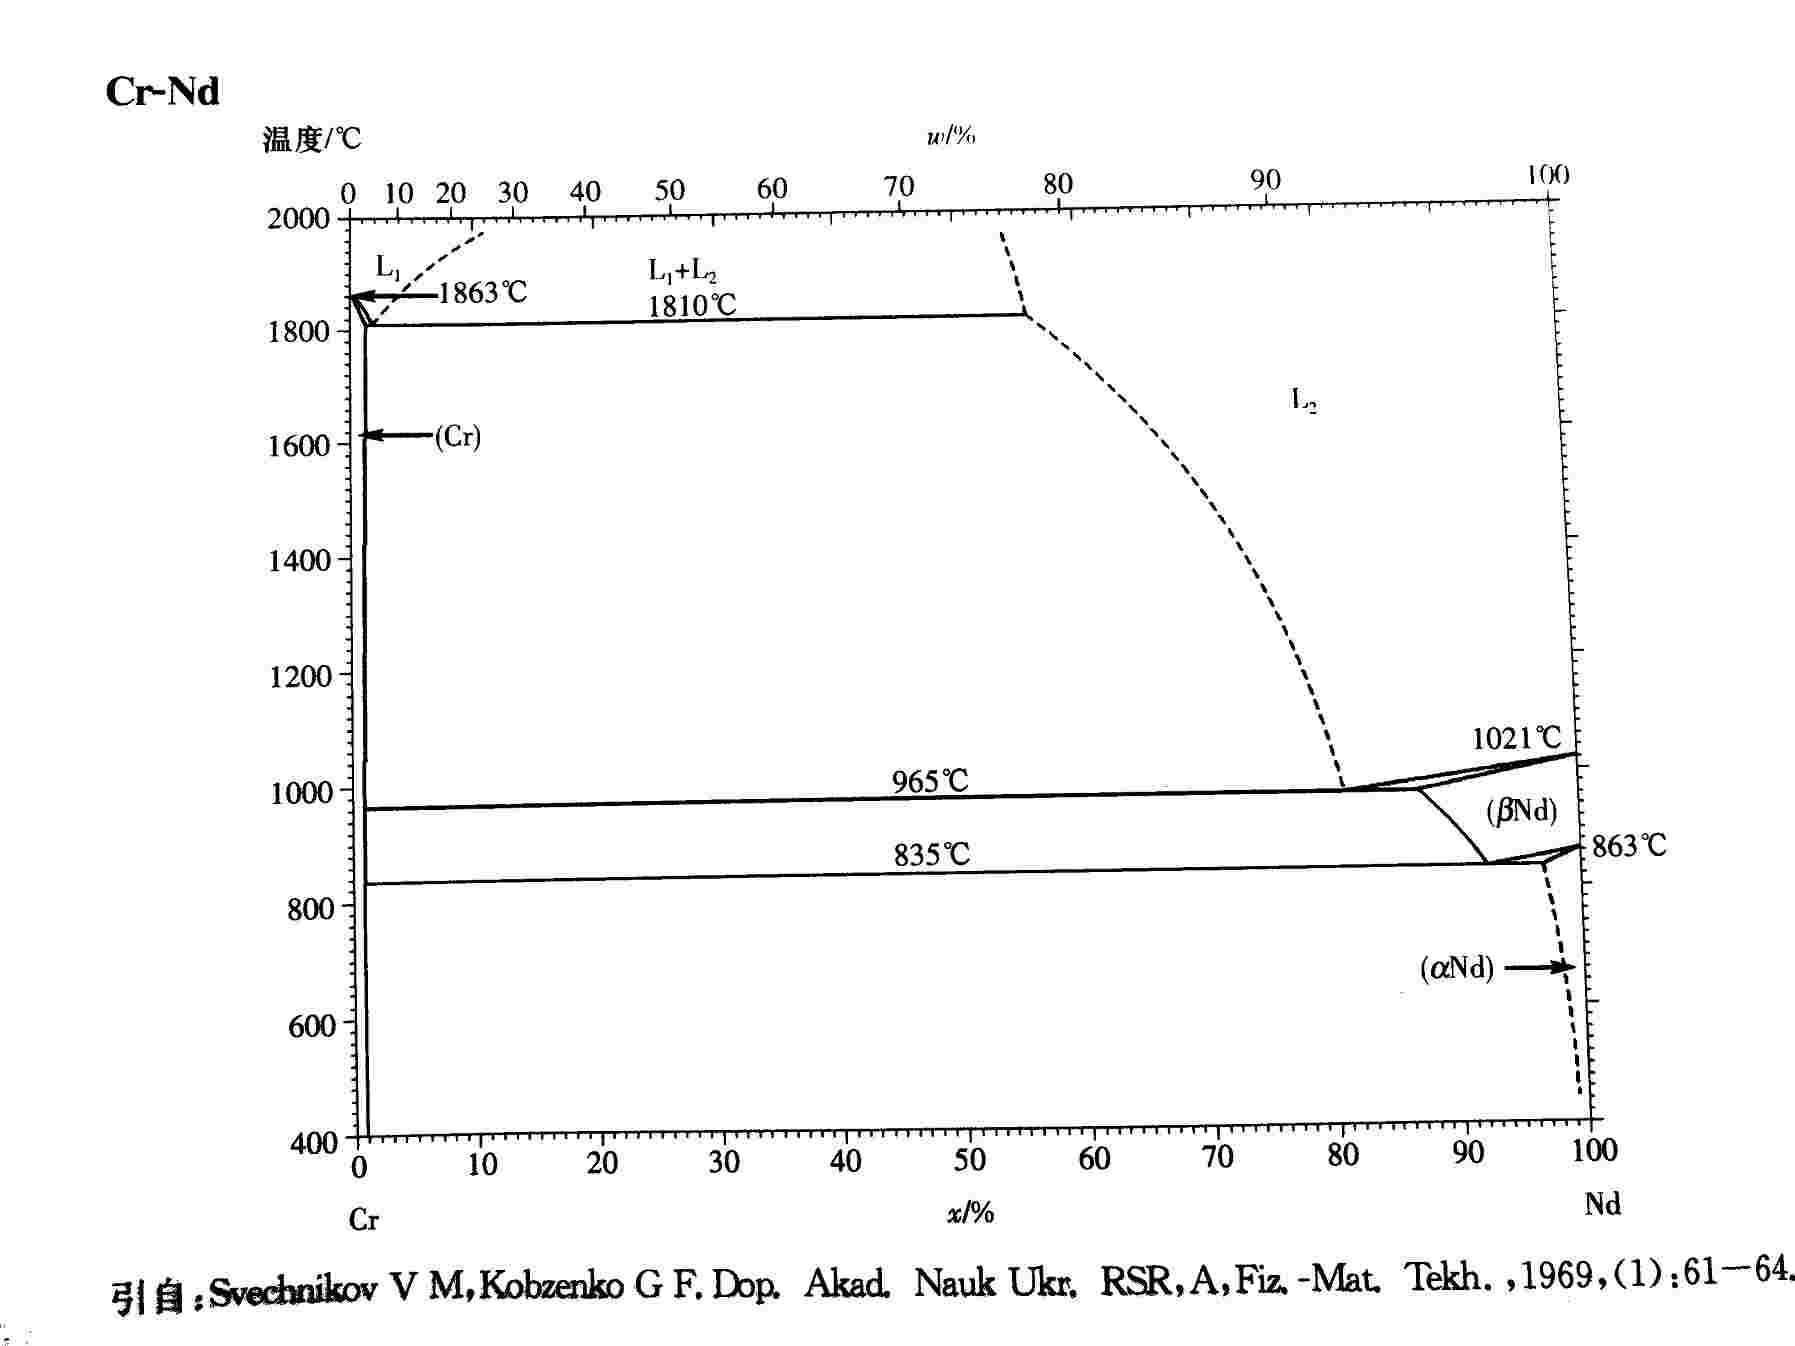 Cr-Nd
温度/℃
w/%
0 10 20 30 40 50 60 70 80 90 100
2000
L₁
L₁+L₂
1863℃
1810℃
1800
L₂
(Cr)
1600
1400
1200
1021℃
965℃
1000
(βNd)
835℃
863℃
800
(αNd)
600
400
0 10 20 30 40 50 60 70 80 90 100
Cr
x/%
Nd
引自:Svechnikov V M,Kobzenko G F. Dop. Akad. Nauk Ukr. RSR,A,Fiz.-Mat. Tekh.,1969,(1):61—64.